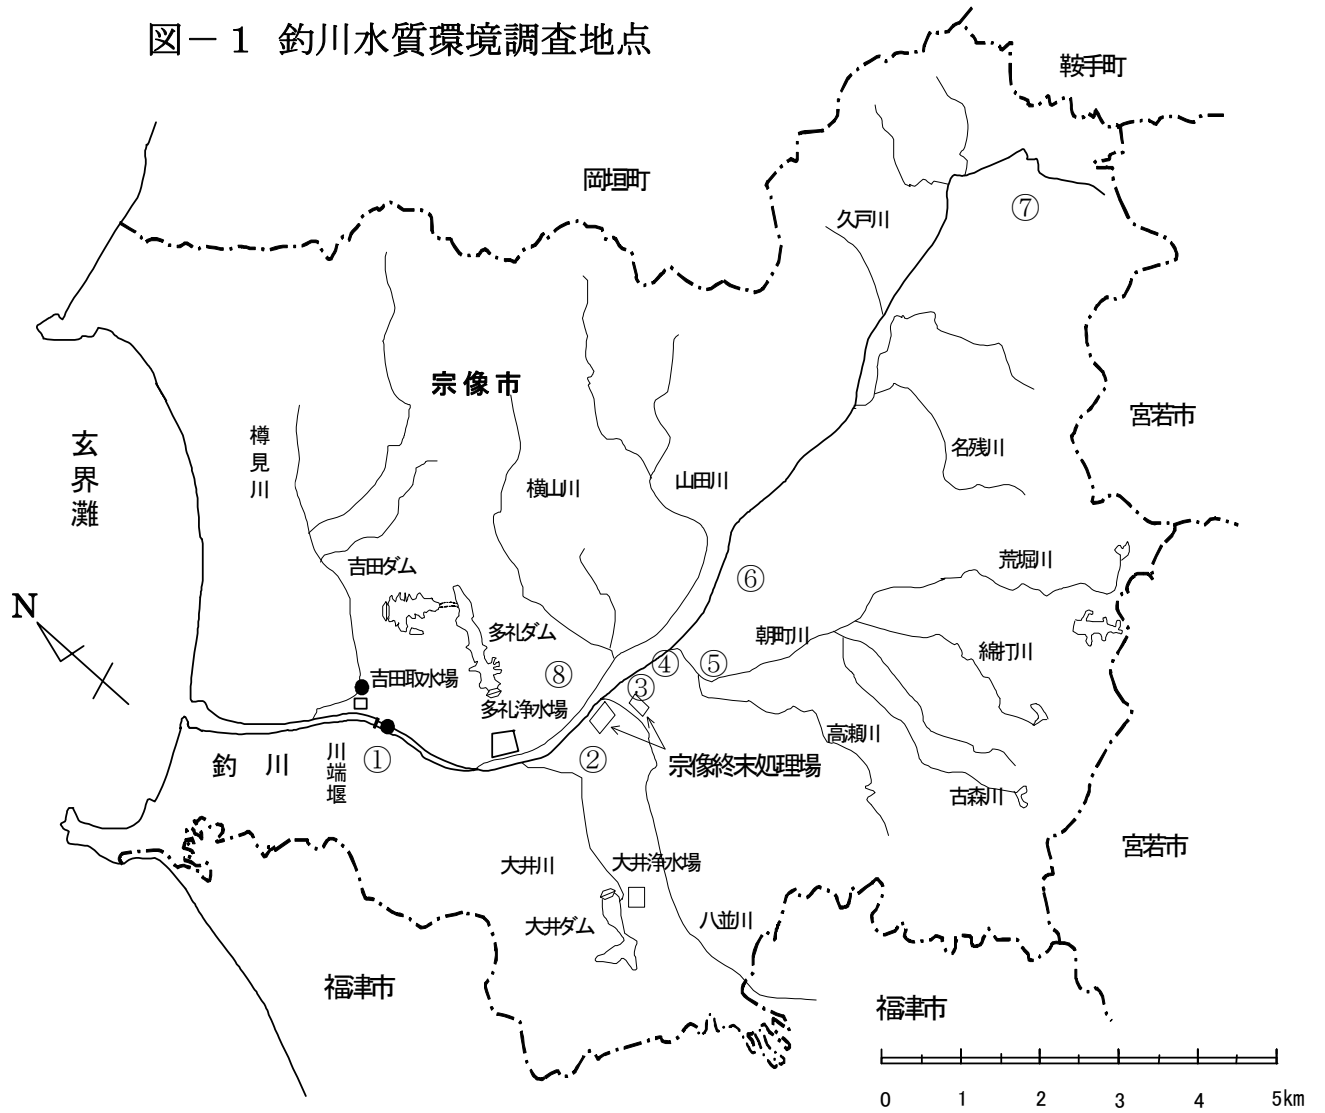 図－１ 釣川水質環境調査地点
鞍手町
岡垣町
⑦
久戸川
宗像市
宮若市
玄界灘
樽見川
名残川
横山川
山田川
吉田ダム
荒堀川
⑥
N
多礼ダム
朝町川
綿打川
⑧
④
⑤
吉田取水場
③
多礼浄水場
高瀬川
釣川
川端堰
①
②
宗像終末処理場
古森川
宮若市
大井川
大井浄水場
大井ダム
八並川
福津市
福津市
0 1 2 3 4 5km